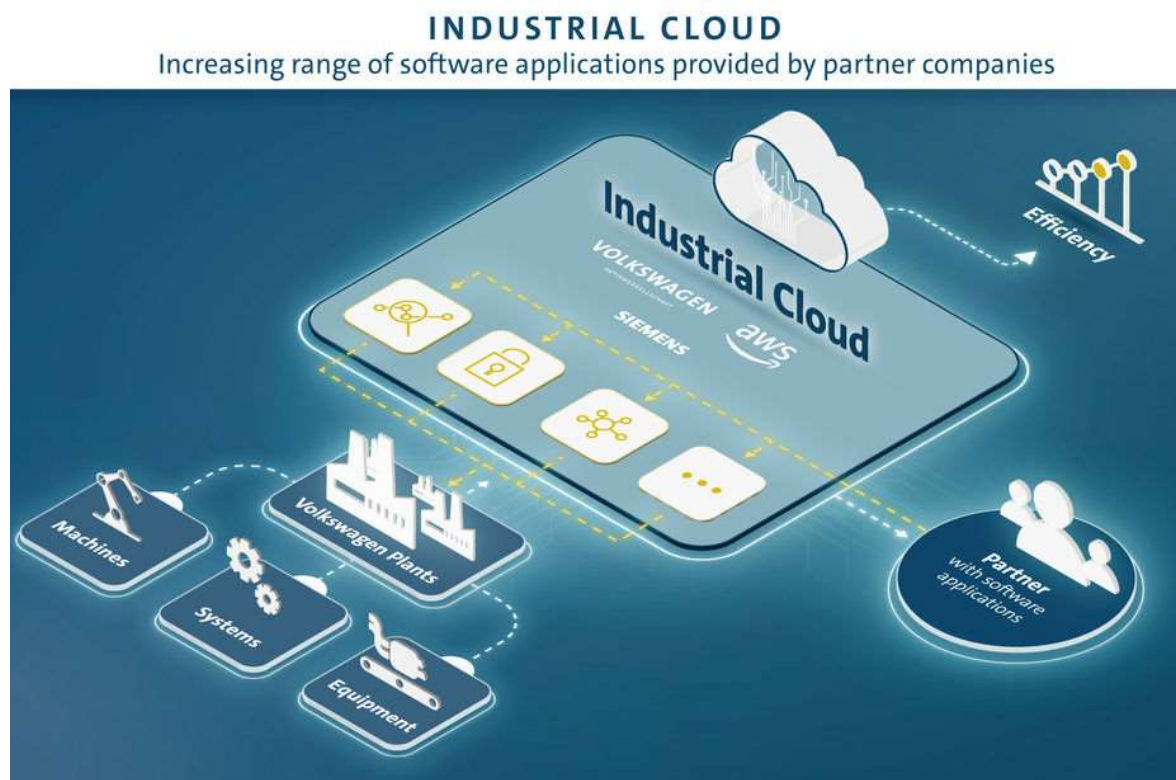 INDUSTRIAL CLOUD
Increasing range of software applications provided by partner companies
Industrial Cloud
VOLKSWAGEN
AKTIENGESELLSCHAFT
SIEMENS
aws
Efficiency
Machines
Systems
Equipment
Volkswagen Plants
Partner
with software
applications